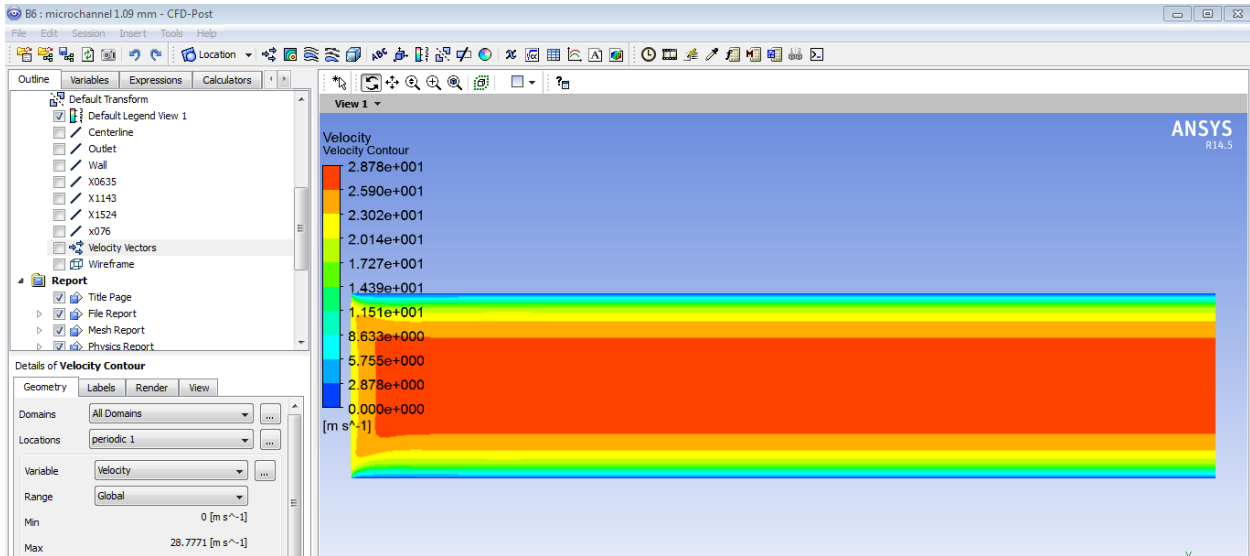 B6 : microchannel 1.09 mm - CFD-Post
File Edit Session Insert Tools Help
Location
Outline Variables Expressions Calculators
Default Transform
Default Legend View 1
Centerline
Outlet
Wall
X0635
X1143
X1524
x076
Velocity Vectors
Wireframe
Report
Title Page
File Report
Mesh Report
Physics Report
Details of Velocity Contour
Geometry Labels Render View
Domains All Domains ...
Locations periodic 1 ...
Variable Velocity ...
Range Global
Min 0 [m s^-1]
Max 28.7771 [m s^-1]
View 1
ANSYS
R14.5
Velocity
Velocity Contour
2.878e+001
2.590e+001
2.302e+001
2.014e+001
1.727e+001
1.439e+001
1.151e+001
8.633e+000
5.755e+000
2.878e+000
0.000e+000
[m s^-1]
Y